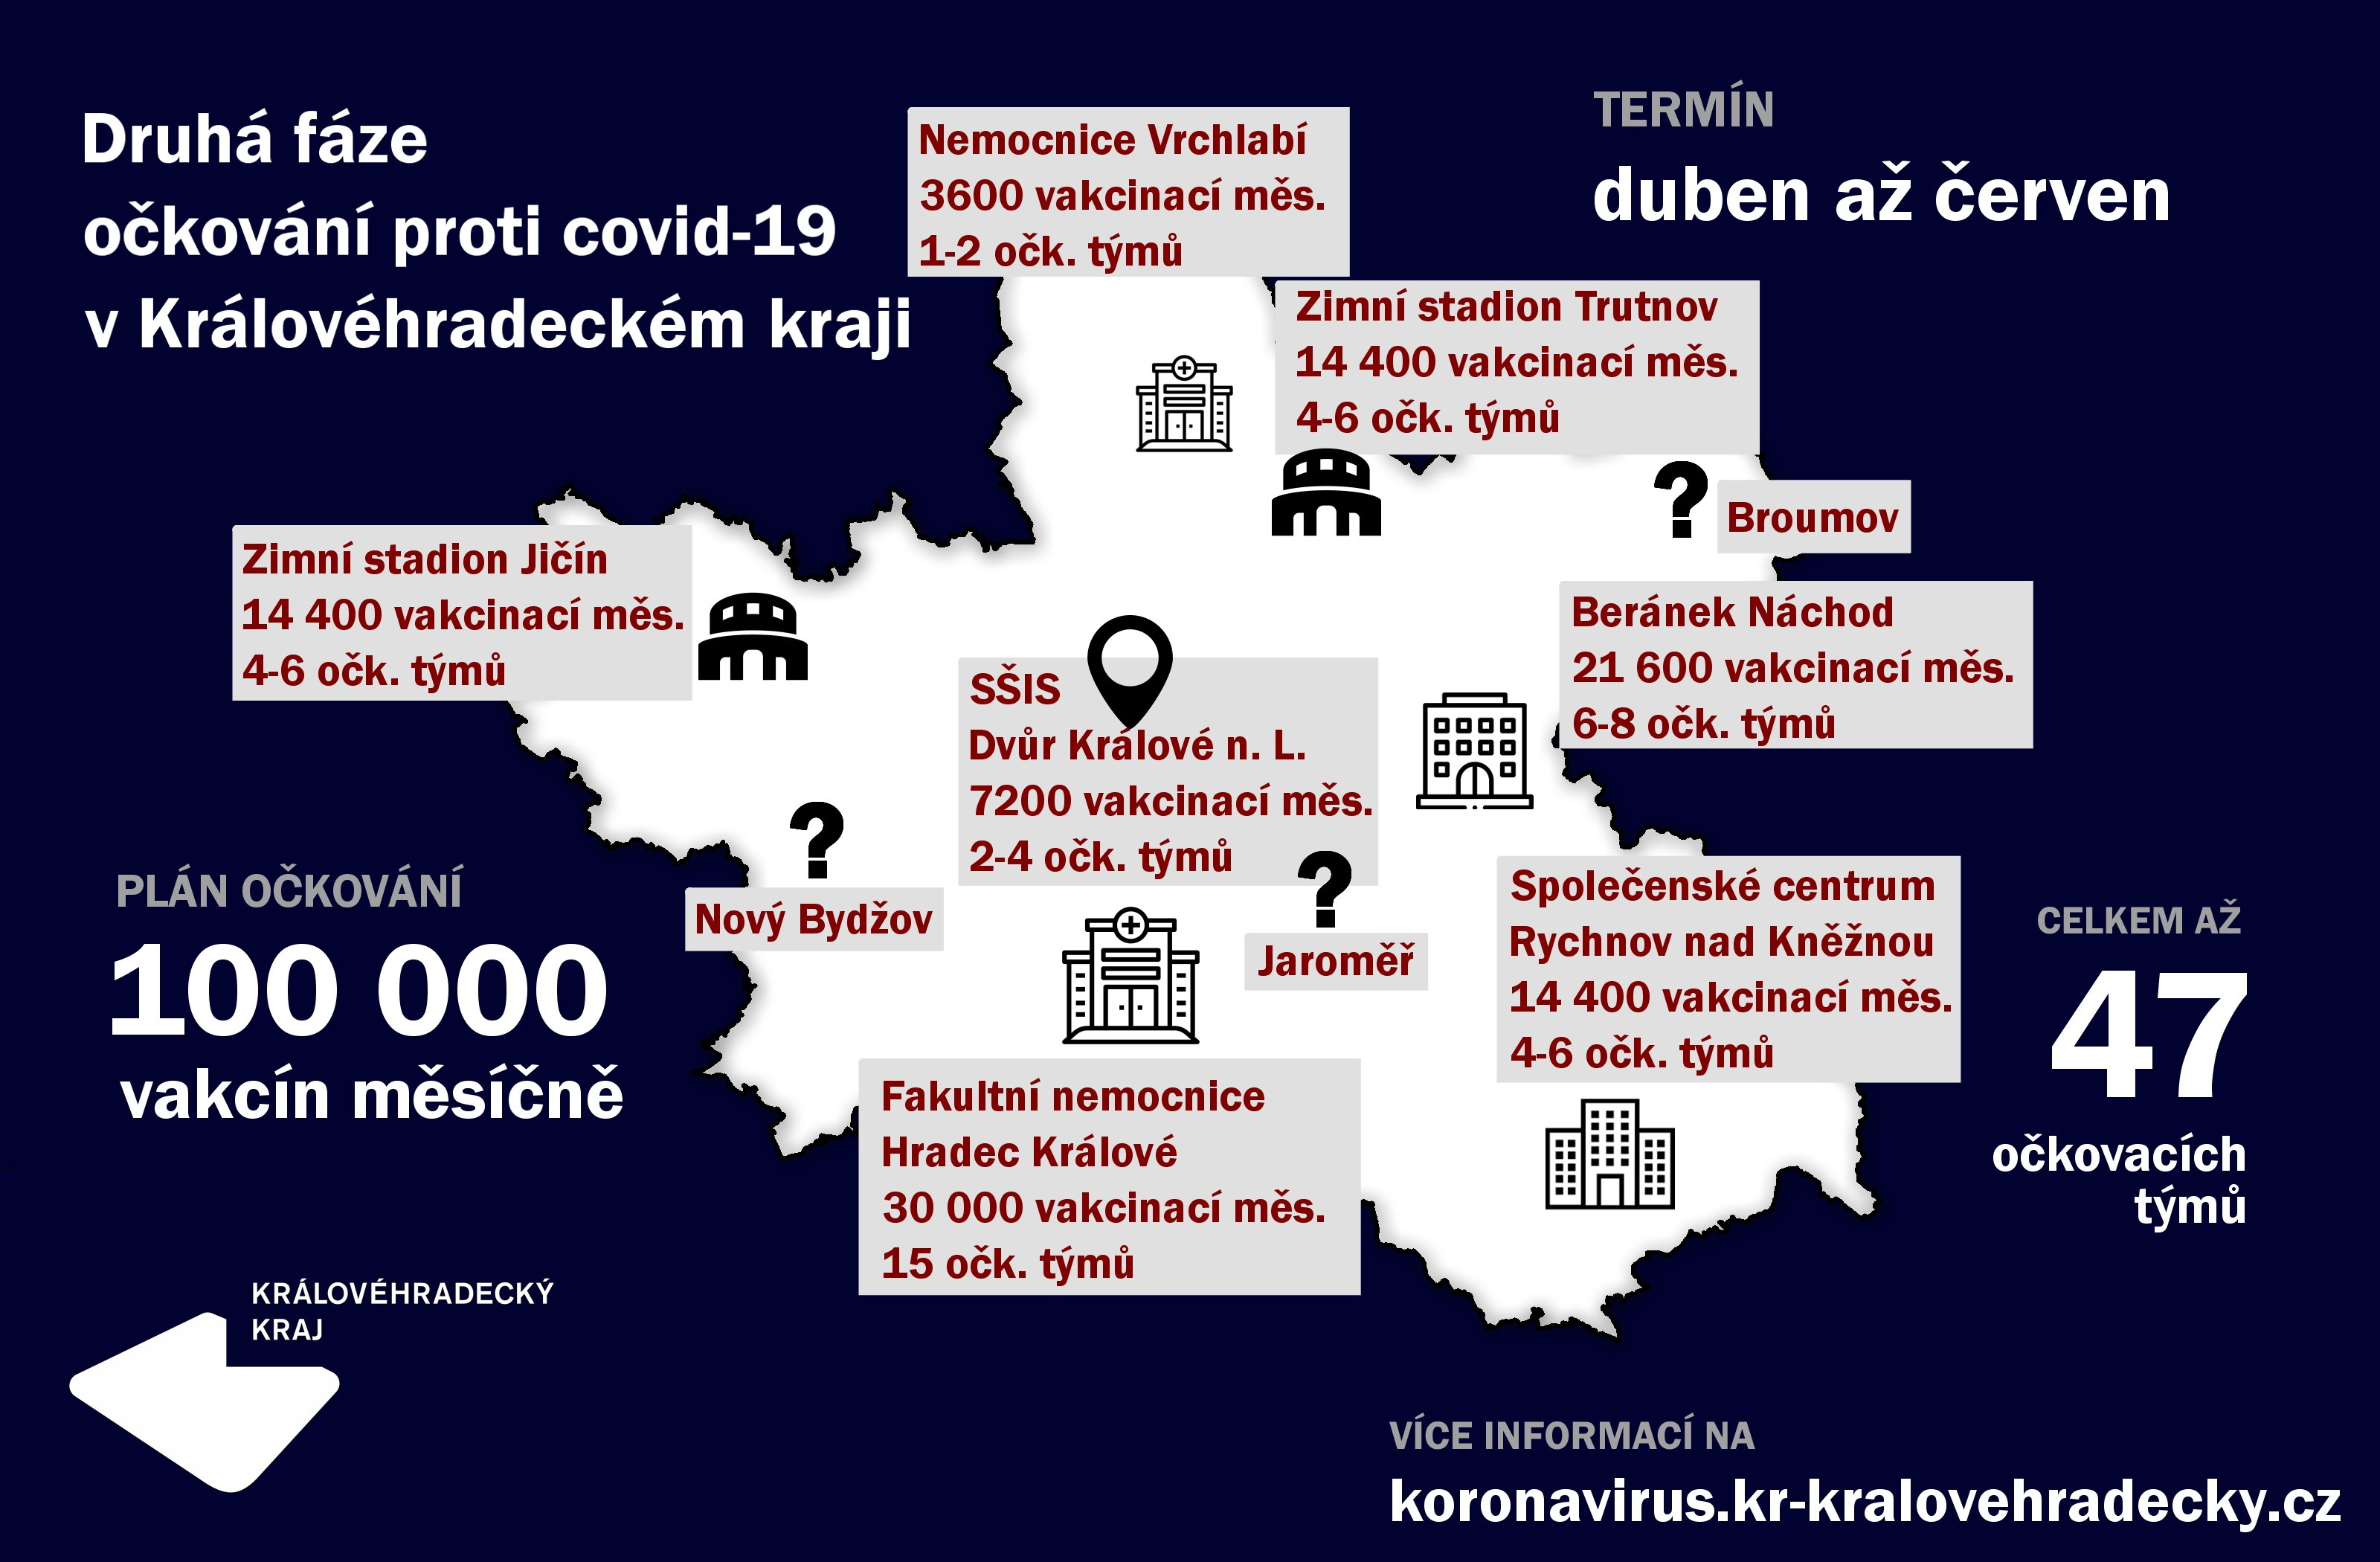 Druhá fáze
očkování proti covid-19
v Královéhradeckém kraji
TERMÍN
duben až červen
Nemocnice Vrchlabí
3600 vakcinací měs.
1-2 očk. týmů
Zimní stadion Trutnov
14 400 vakcinací měs.
4-6 očk. týmů
?
Broumov
Zimní stadion Jičín
14 400 vakcinací měs.
4-6 očk. týmů
Beránek Náchod
21 600 vakcinací měs.
6-8 očk. týmů
SŠIS
Dvůr Králové n. L.
7200 vakcinací měs.
2-4 očk. týmů
?
Nový Bydžov
?
Jaroměř
Společenské centrum
Rychnov nad Kněžnou
14 400 vakcinací měs.
4-6 očk. týmů
PLÁN OČKOVÁNÍ
100 000
vakcín měsíčně
CELKEM AŽ
47
očkovacích
týmů
Fakultní nemocnice
Hradec Králové
30 000 vakcinací měs.
15 očk. týmů
KRÁLOVÉHRADECKÝ
KRAJ
VÍCE INFORMACÍ NA
koronavirus.kr-kralovehradecky.cz